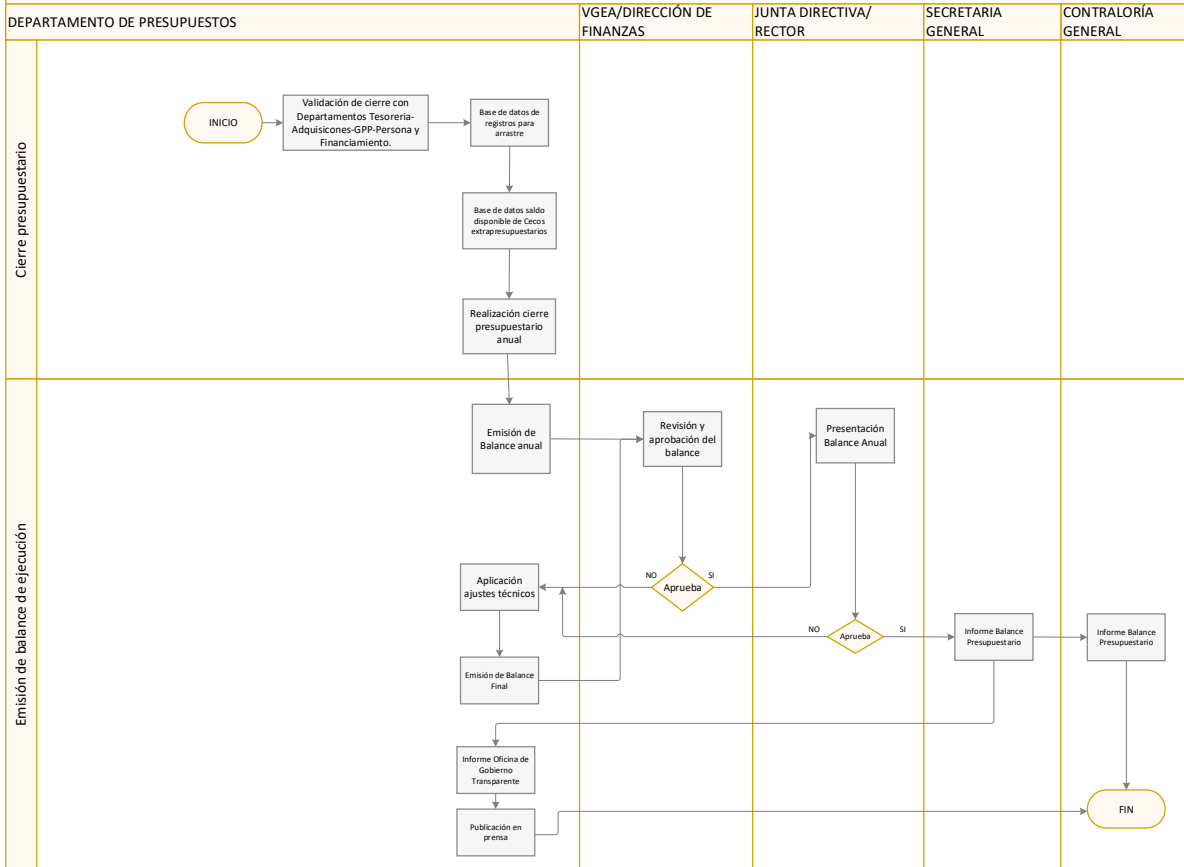 DEPARTAMENTO DE PRESUPUESTOS
VGEA/DIRECCIÓN DE
FINANZAS
JUNTA DIRECTIVA/
RECTOR
SECRETARIA
GENERAL
CONTRALORÍA
GENERAL
Cierre presupuestario
INICIO
Validación de cierre con
Departamentos Tesoreria-
Adquisicones-GPP-Persona y
Financiamiento.
Base de datos de
registros para
arrastre
Base de datos saldo
disponible de Cecos
extrapresupuestarios
Realización cierre
presupuestario
anual
Emisión de balance de ejecución
Emisión de
Balance anual
Revisión y
aprobación del
balance
Presentación
Balance Anual
Aplicación
ajustes técnicos
NO
Aprueba
SI
NO
Aprueba
SI
Informe Balance
Presupuestario
Informe Balance
Presupuestario
Emisión de Balance
Final
Informe Oficina de
Gobierno
Transparente
Publicación en
prensa
FIN